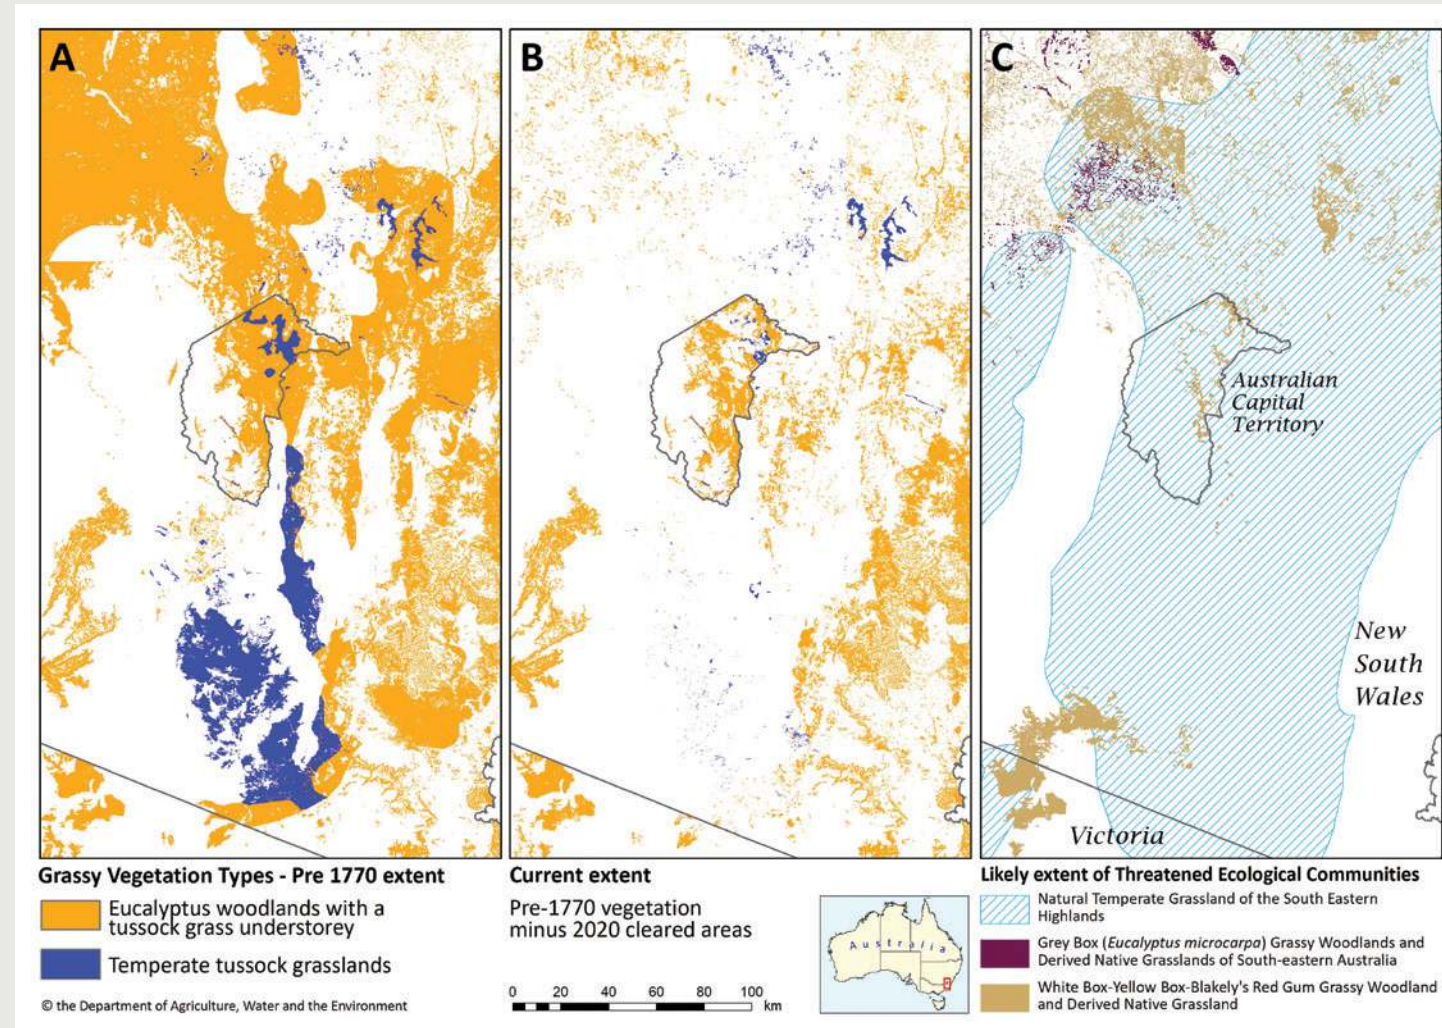 A
B
C
Australian
Capital
Territory
New
South
Wales
Victoria
Grassy Vegetation Types - Pre 1770 extent
Eucalyptus woodlands with a
tussock grass understorey
Temperate tussock grasslands
© the Department of Agriculture, Water and the Environment
Current extent
Pre-1770 vegetation
minus 2020 cleared areas
0 20 40 60 80 100
km
Australia
Likely extent of Threatened Ecological Communities
Natural Temperate Grassland of the South Eastern
Highlands
Grey Box (Eucalyptus microcarpa) Grassy Woodlands and
Derived Native Grasslands of South-eastern Australia
White Box-Yellow Box-Blakely's Red Gum Grassy Woodland
and Derived Native Grassland